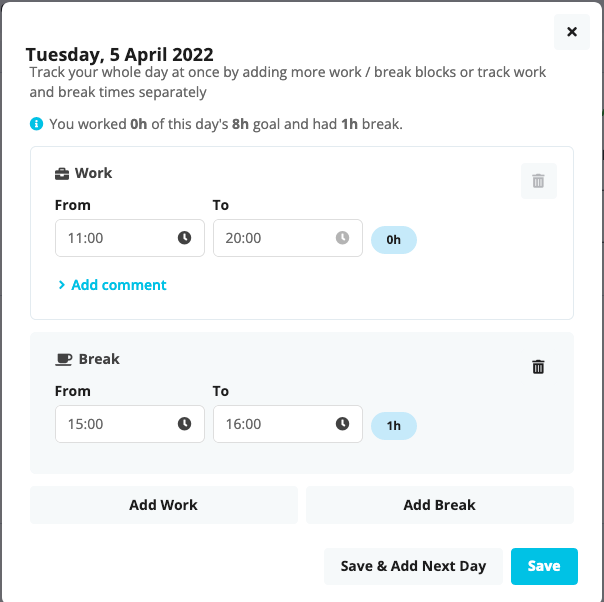 Tuesday, 5 April 2022
Track your whole day at once by adding more work / break blocks or track work
and break times separately
You worked 0h of this day's 8h goal and had 1h break.
Work
From To
11:00 20:00 0h
Add comment
Break
From To
15:00 16:00 1h
Add Work Add Break
Save & Add Next Day Save